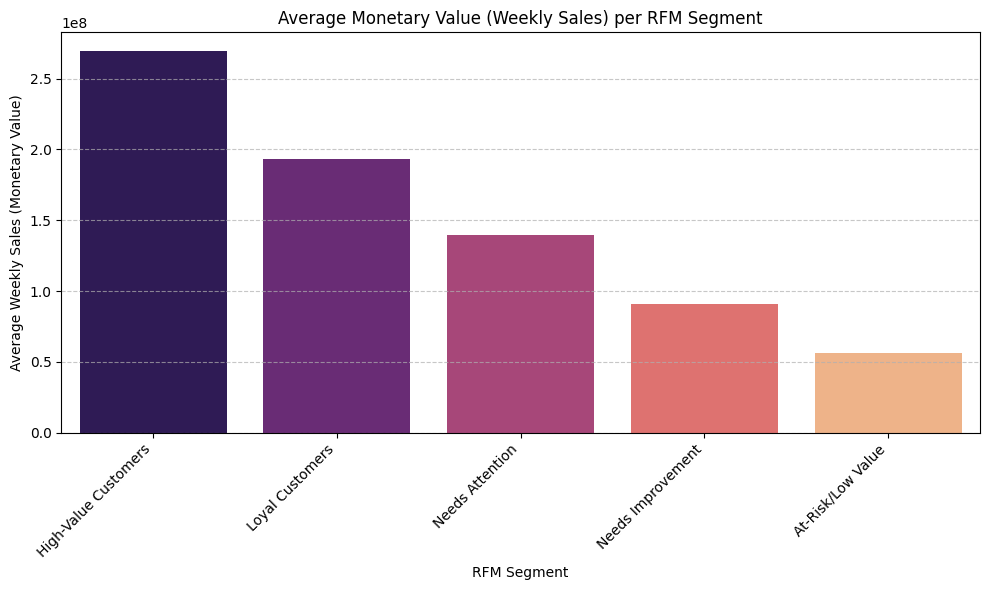 Average Monetary Value (Weekly Sales) per RFM Segment
1e8
Average Weekly Sales (Monetary Value)
2.5
2.0
1.5
1.0
0.5
0.0
High-Value Customers
Loyal Customers
Needs Attention
Needs Improvement
At-Risk/Low Value
RFM Segment